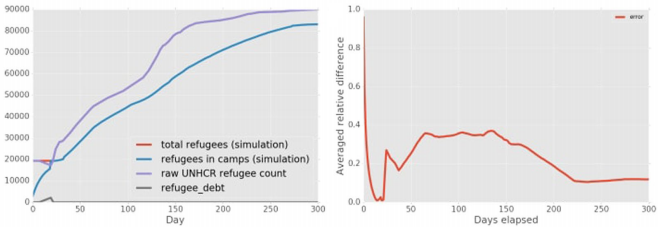 90000
80000
70000
60000
50000
40000
30000
20000
10000
0
0 50 100 150 200 250 300
Day
total refugees (simulation)
refugees in camps (simulation)
raw UNHCR refugee count
refugee_debt
Averaged relative difference
1.0
0.8
0.6
0.4
0.2
0.0
0 50 100 150 200 250 300
Days elapsed
error